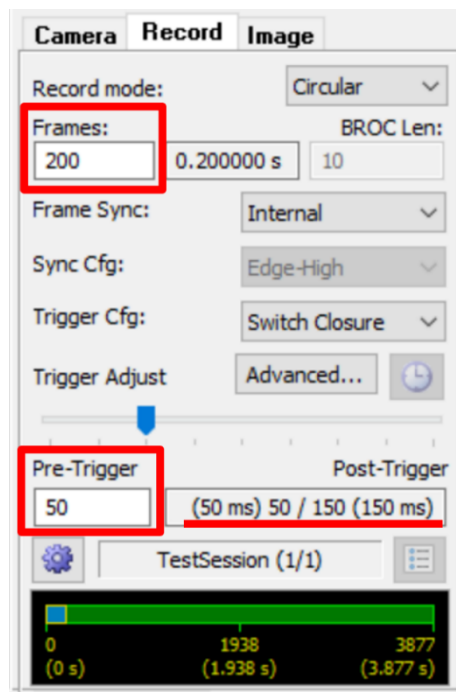 Camera Record Image
Record mode: Circular
Frames: BROC Len:
200 0.200000 s 10
Frame Sync: Internal
Sync Cfg: Edge-High
Trigger Cfg: Switch Closure
Trigger Adjust Advanced...
Pre-Trigger Post-Trigger
50 (50 ms) 50 / 150 (150 ms)
TestSession (1/1)
0 1938 3877
(0 s) (1.938 s) (3.877 s)